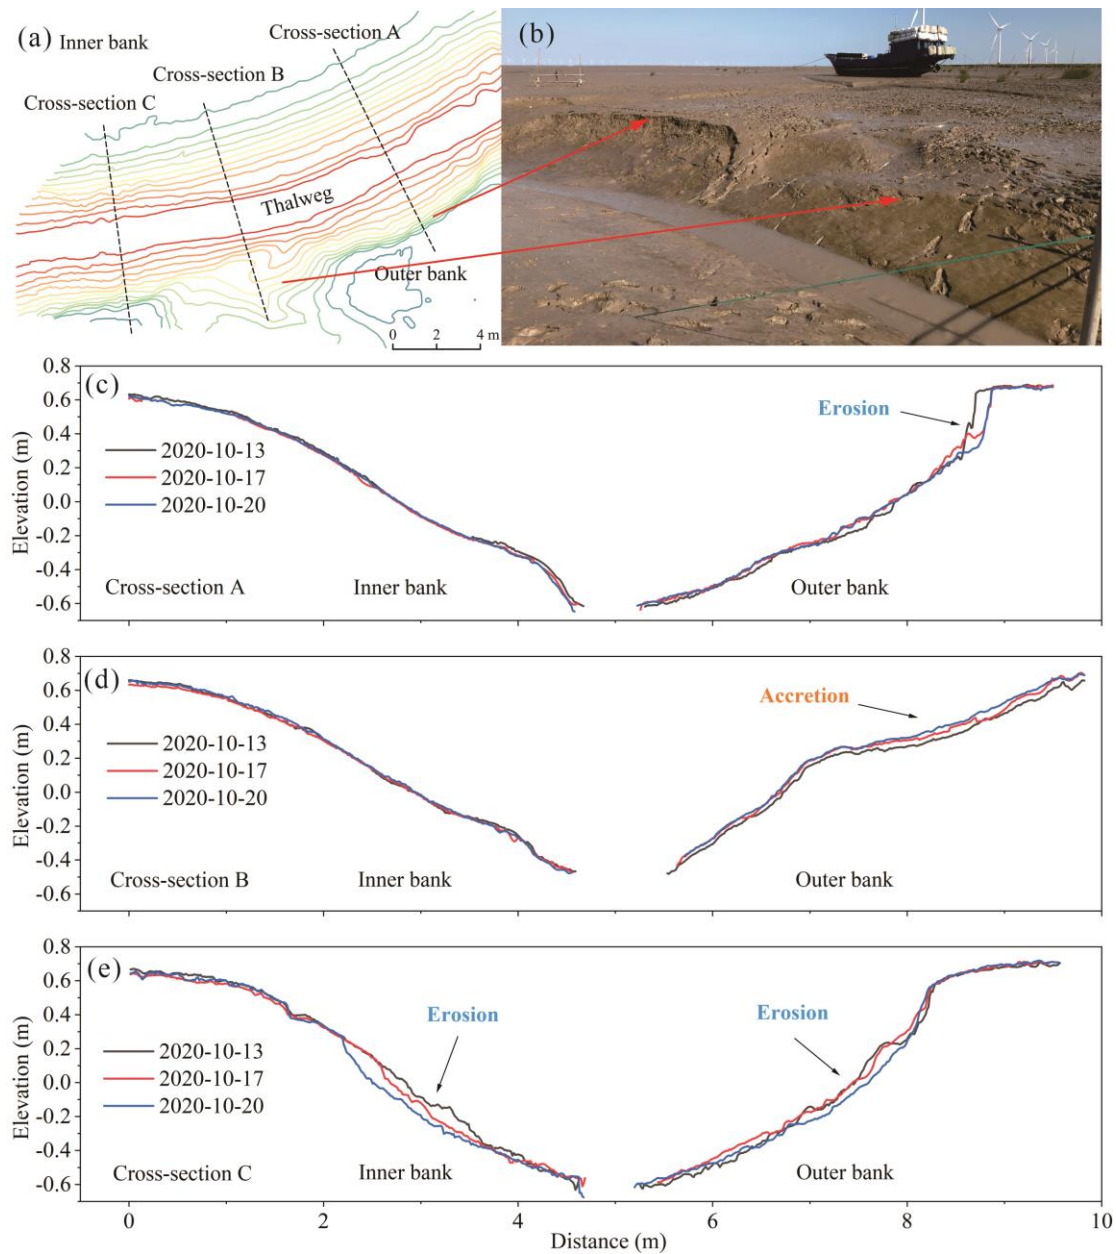 (a)
Inner bank
Cross-section A
Cross-section B
Cross-section C
Thalweg
Outer bank
0 2 4 m
(b)
(c)
0.8
0.6
0.4
0.2
0.0
-0.2
-0.4
-0.6
Elevation (m)
Erosion
2020-10-13
2020-10-17
2020-10-20
Cross-section A
Inner bank
Outer bank
(d)
0.8
0.6
0.4
0.2
0.0
-0.2
-0.4
-0.6
Elevation (m)
Accretion
2020-10-13
2020-10-17
2020-10-20
Cross-section B
Inner bank
Outer bank
(e)
0.8
0.6
0.4
0.2
0.0
-0.2
-0.4
-0.6
Elevation (m)
Erosion
Erosion
2020-10-13
2020-10-17
2020-10-20
Cross-section C
Inner bank
Outer bank
0 2 4 6 8 10
Distance (m)